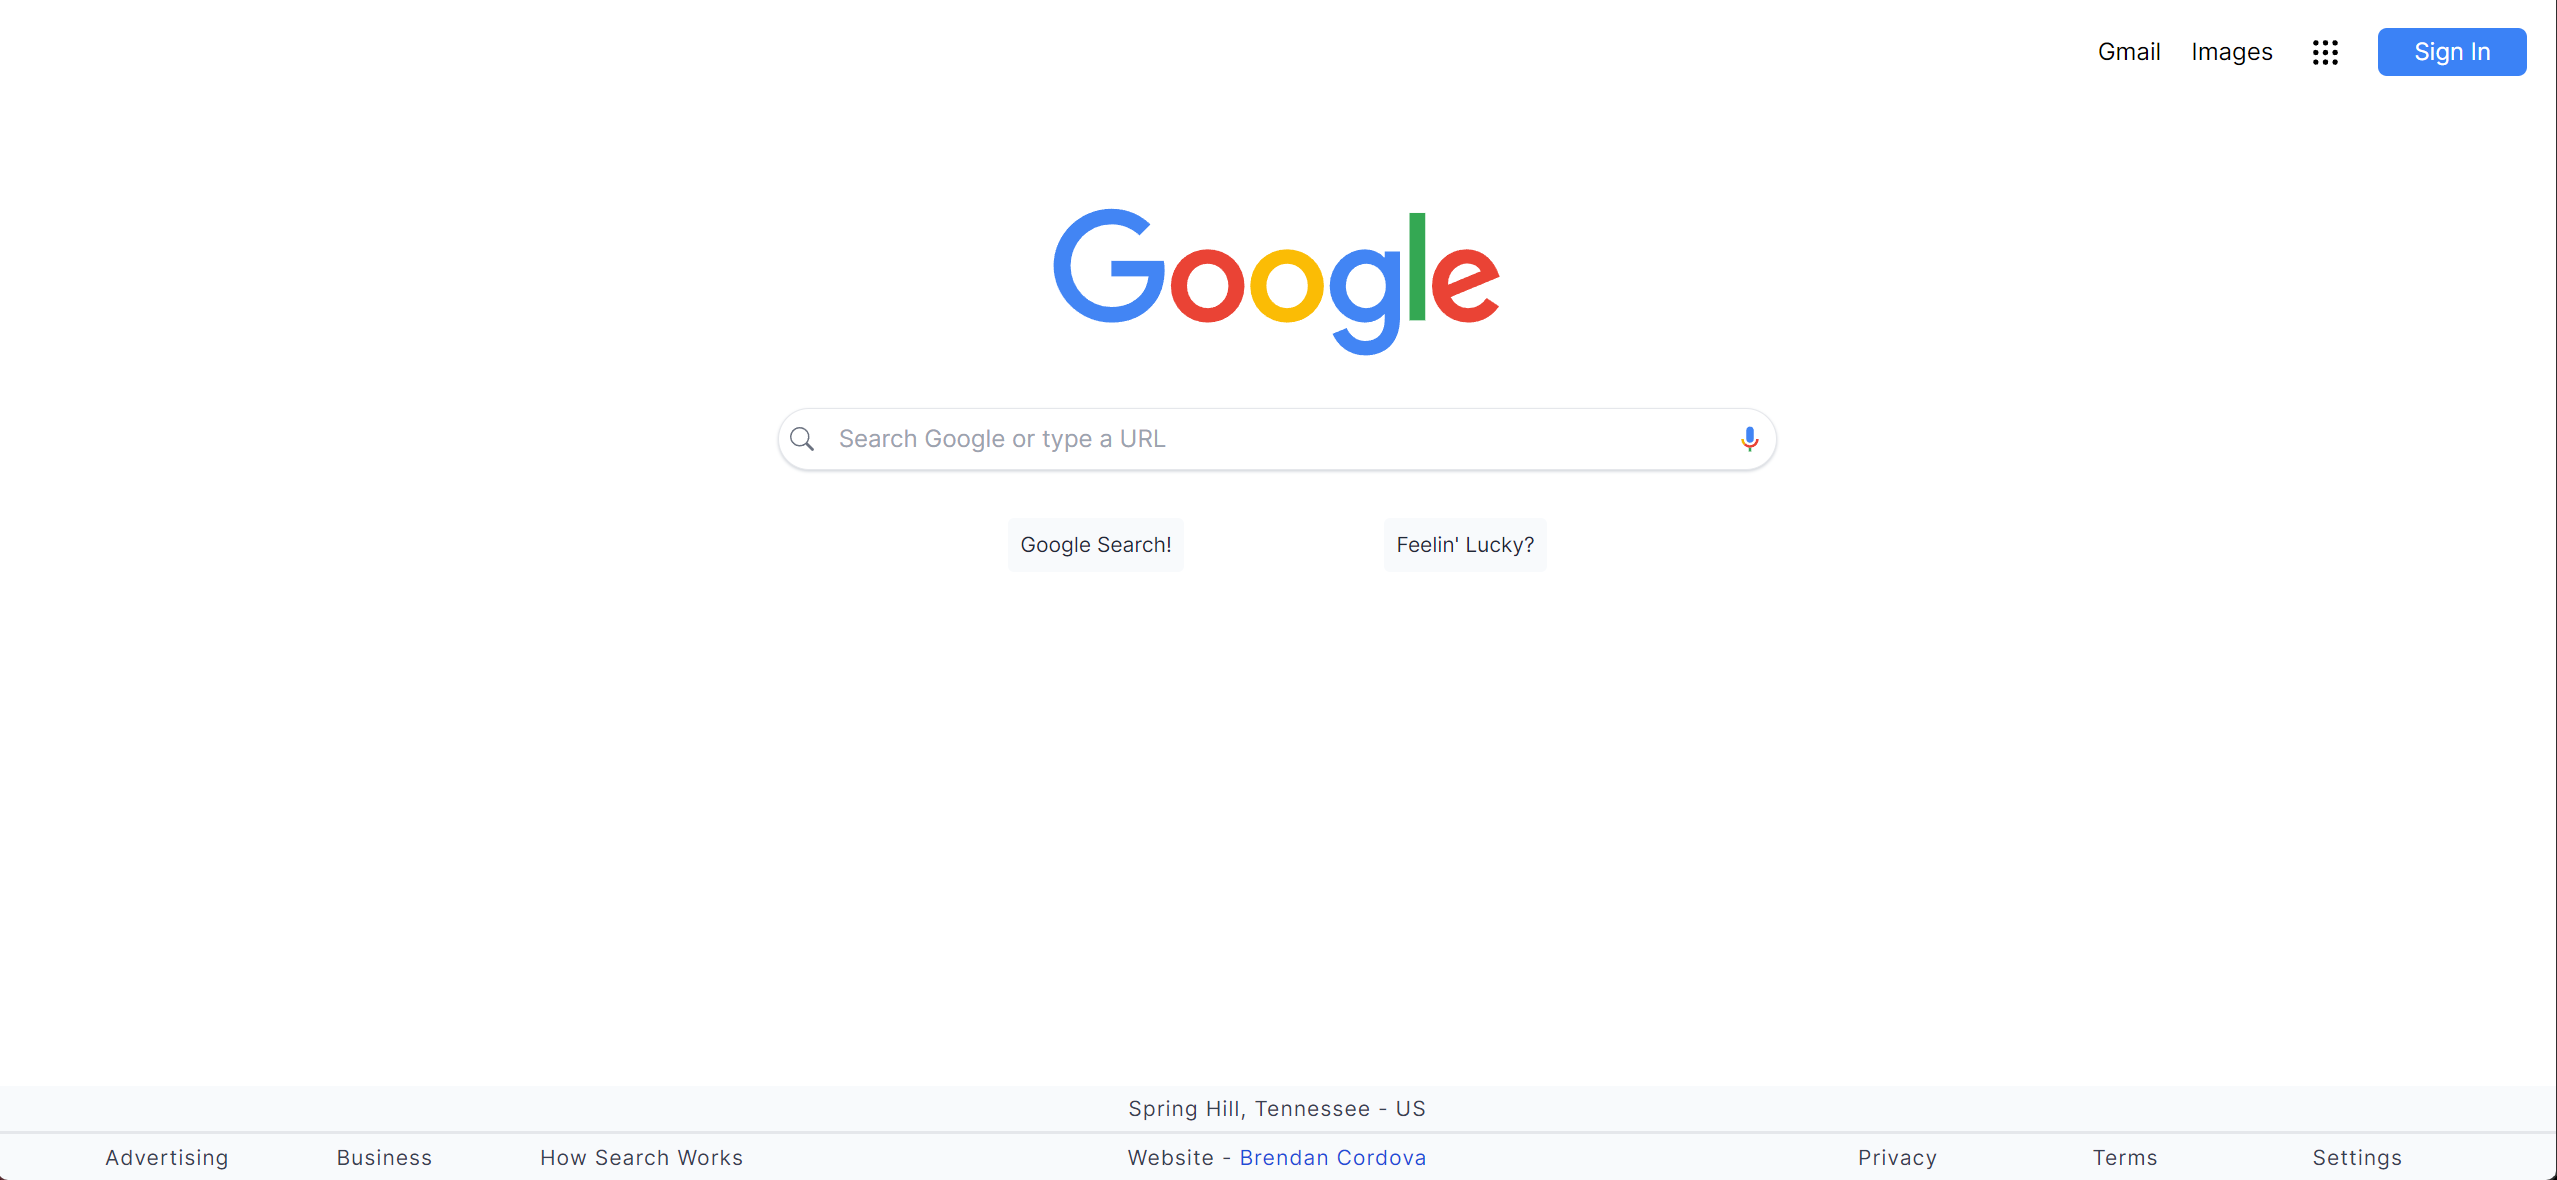 Gmail Images Sign In
Google
Search Google or type a URL
Google Search! Feelin' Lucky?
Spring Hill, Tennessee - US
Advertising Business How Search Works Website - Brendan Cordova Privacy Terms Settings